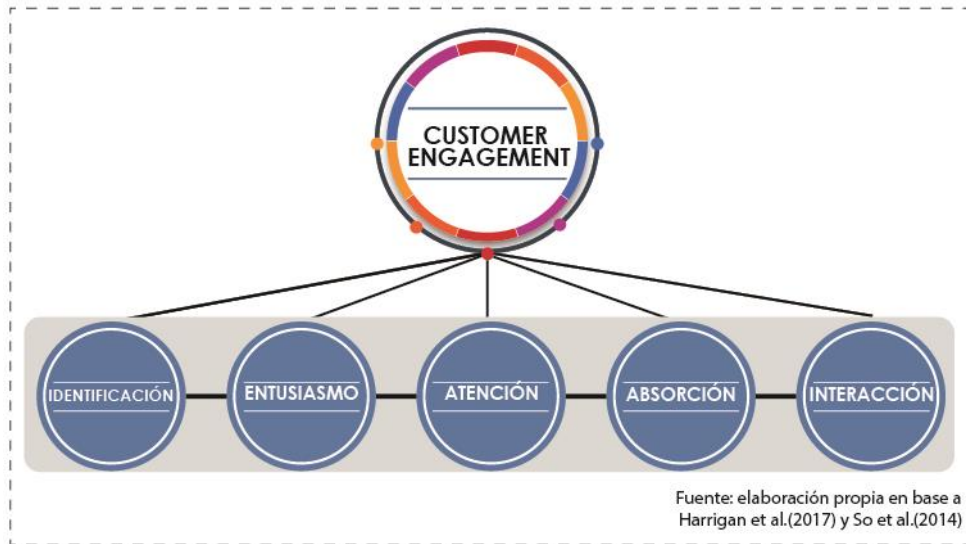 CUSTOMER
ENGAGEMENT
IDENTIFICACIÓN
ENTUSIASMO
ATENCIÓN
ABSORCIÓN
INTERACCIÓN
Fuente: elaboración propia en base a
Harrigan et al.(2017) y So et al.(2014)